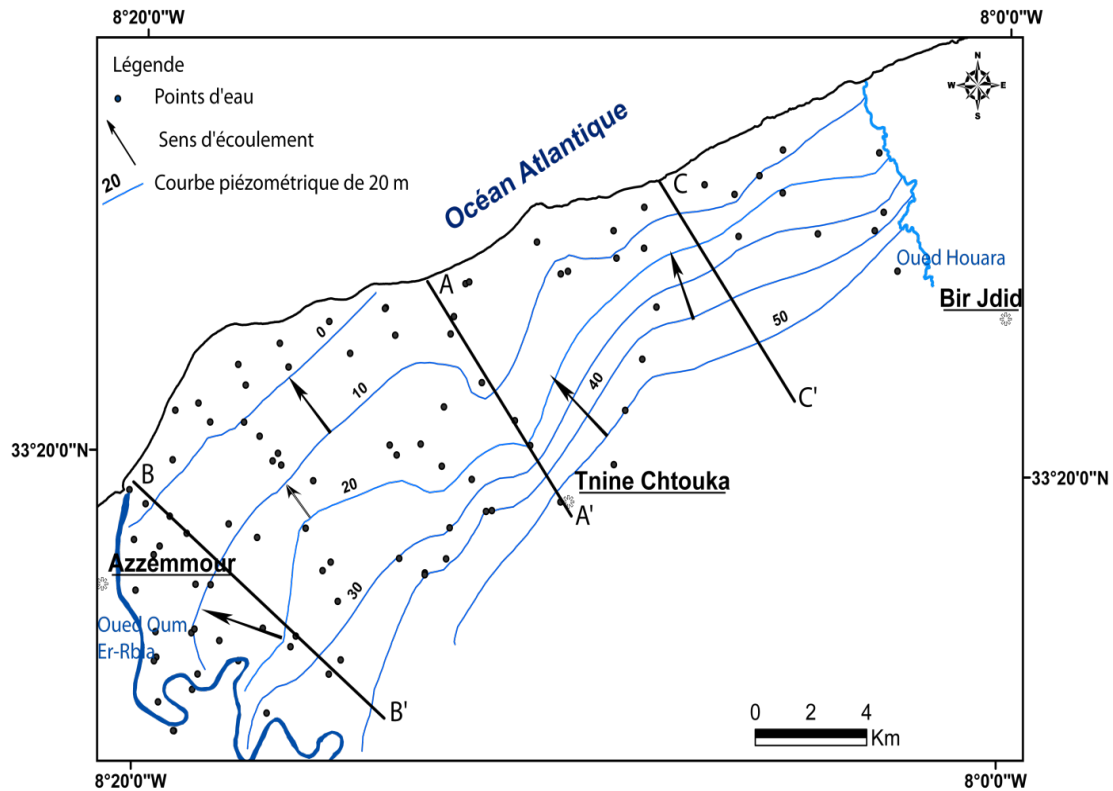 8°20'0"W
8°0'0"W
Légende
Points d'eau
Sens d'écoulement
20
Courbe piézométrique de 20 m
N
W
E
S
Océan Atlantique
C
A
Oued Houara
Bir Jdid
0
50
10
40
C'
33°20'0"N
B
20
Tnine Chtouka
33°20'0"N
A'
Azzemmour
30
Oued Oum
Er-Rbia
B'
0 2 4
Km
8°20'0"W
8°0'0"W